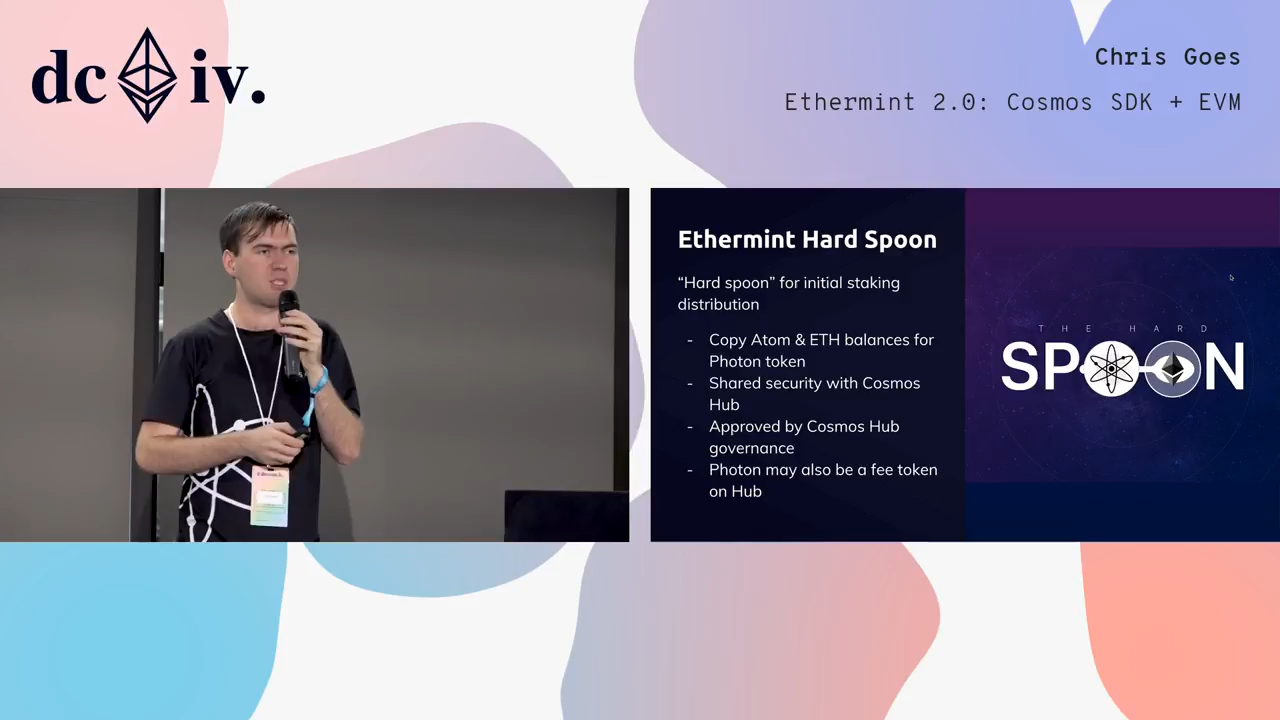 dc iv.
Chris Goes
Ethermint 2.0: Cosmos SDK + EVM
Ethermint Hard Spoon
“Hard spoon” for initial staking
distribution
- Copy Atom & ETH balances for
Photon token
- Shared security with Cosmos
Hub
- Approved by Cosmos Hub
governance
- Photon may also be a fee token
on Hub
THE HARD
SPOON